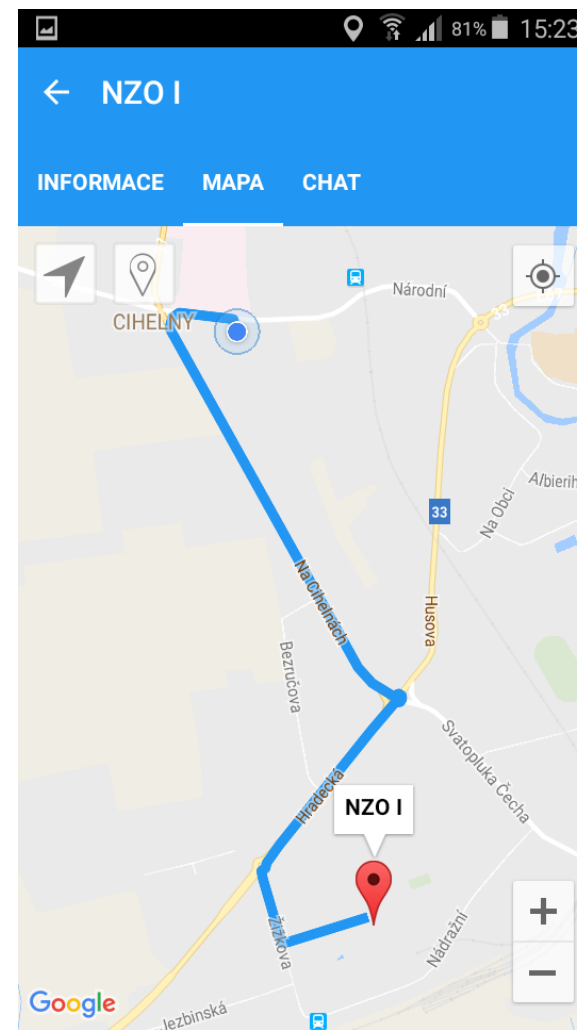 81% 15:23
NZO I
INFORMACE MAPA CHAT
Národní
33
CIHELNY
Albierih
33
Na Obci
Na Cihelnách
Husova
Bezručova
Svatopluka Čecha
Hradecká
NZO I
Žižkova
Nádražní
Google
Jezbinská